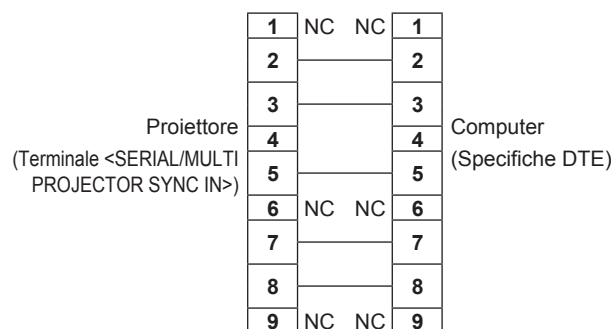 1 NC NC 1
2 2
3 3
Proiettore
4 4
Computer
(Terminale <SERIAL/MULTI
(Specifiche DTE)
PROJECTOR SYNC IN>)
5 5
6 NC NC 6
7 7
8 8
9 NC NC 9